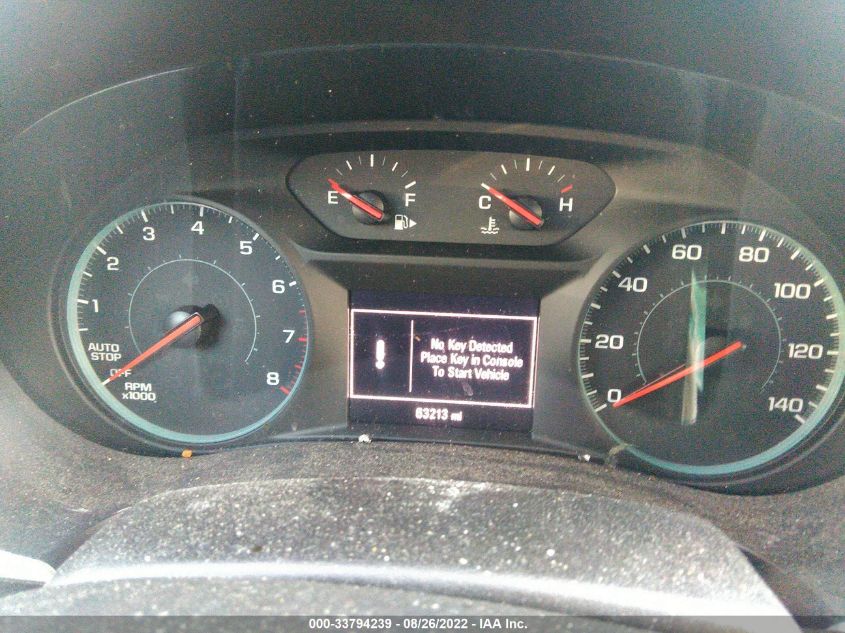 E F
C H
1 2 3 4 5 6 7 8
AUTO
STOP
OFF
RPM
x1000
No Key Detected
Place Key in Console
To Start Vehicle
63213 mi
0 20 40 60 80 100 120 140
000-33794239 - 08/26/2022 - IAA Inc.